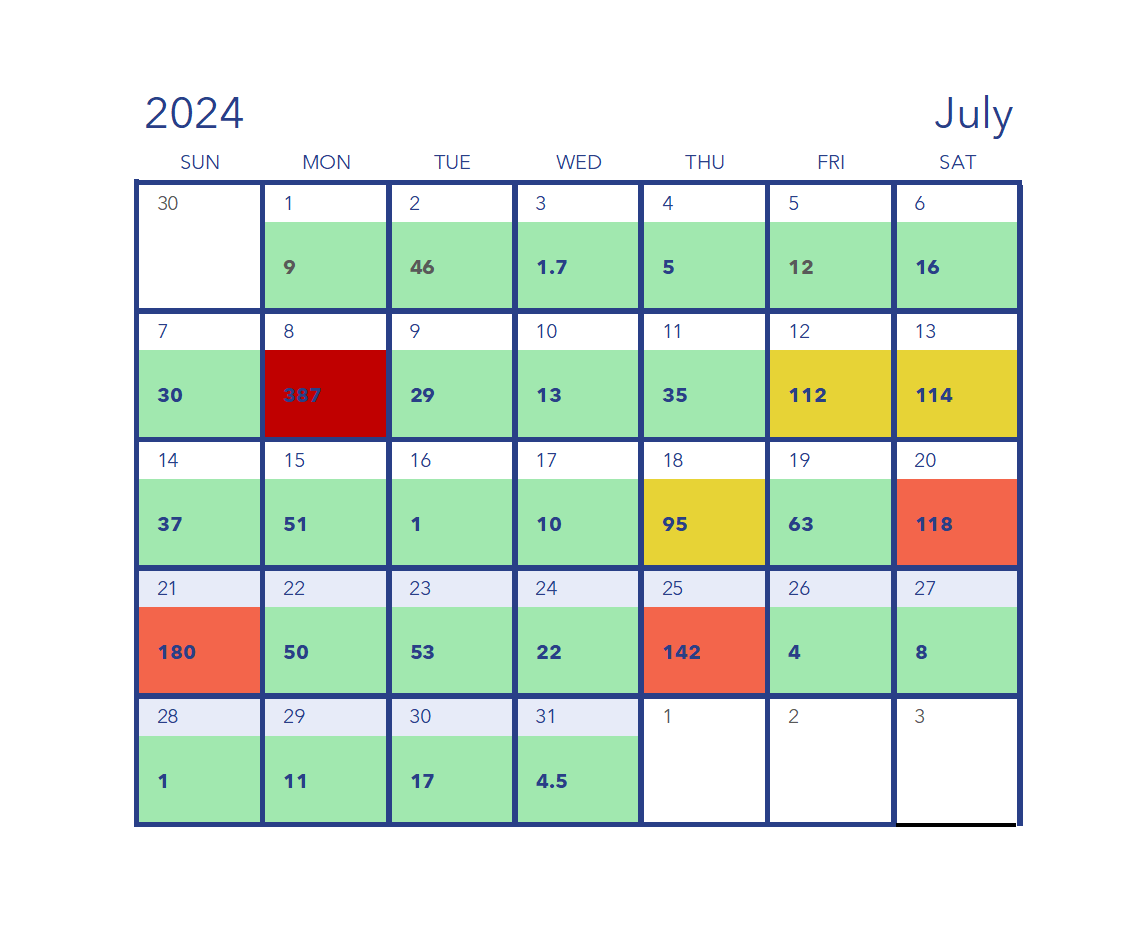 2024 July
SUN MON TUE WED THU FRI SAT
30 1 2 3 4 5 6
9 46 1.7 5 12 16
7 8 9 10 11 12 13
30 387 29 13 35 112 114
14 15 16 17 18 19 20
37 51 1 10 95 63 118
21 22 23 24 25 26 27
180 50 53 22 142 4 8
28 29 30 31 1 2 3
1 11 17 4.5